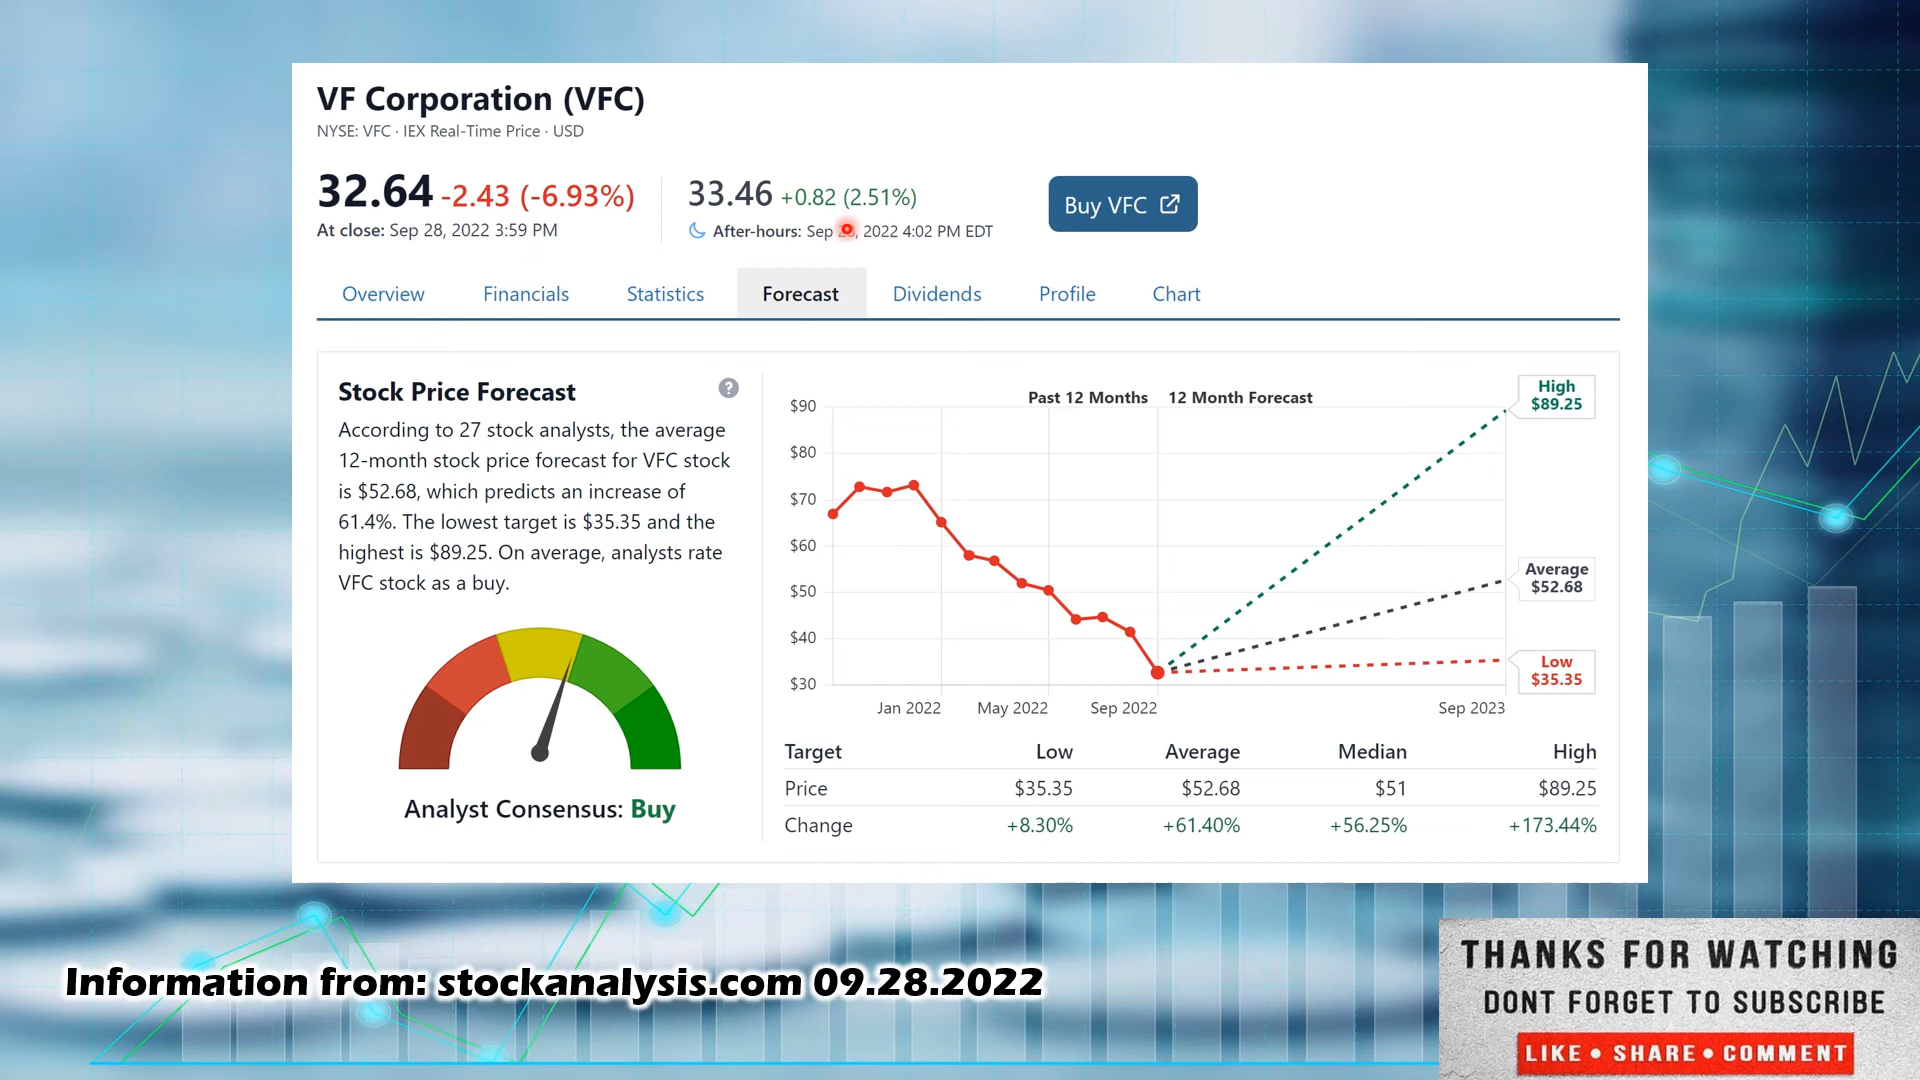 VF Corporation (VFC)
NYSE: VFC · IEX Real-Time Price · USD
32.64 -2.43 (-6.93%)
At close: Sep 28, 2022 3:59 PM
33.46 +0.82 (2.51%)
After-hours: Sep , 2022 4:02 PM EDT
Buy VFC
Overview Financials Statistics Forecast Dividends Profile Chart
Stock Price Forecast
?
According to 27 stock analysts, the average
12-month stock price forecast for VFC stock
is $52.68, which predicts an increase of
61.4%. The lowest target is $35.35 and the
highest is $89.25. On average, analysts rate
VFC stock as a buy.
Analyst Consensus: Buy
Past 12 Months 12 Month Forecast
$90
$80
$70
$60
$50
$40
$30
Jan 2022 May 2022 Sep 2022 Sep 2023
High
$89.25
Average
$52.68
Low
$35.35
Target Low Average Median High
Price $35.35 $52.68 $51 $89.25
Change +8.30% +61.40% +56.25% +173.44%
Information from: stockanalysis.com 09.28.2022
THANKS FOR WATCHING
DONT FORGET TO SUBSCRIBE
LIKE • SHARE • COMMENT